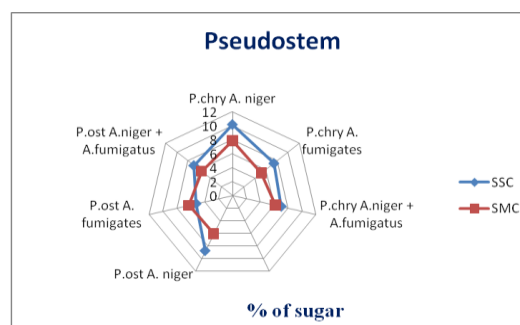 Pseudostem
P.chry A. niger
12
10
8
6
4
2
0
P.chry A.
fumigates
P.chry A.niger +
A.fumigatus
P.ost A. niger
P.ost A.
fumigates
P.ost A.niger +
A.fumigatus
SSC
SMC
% of sugar